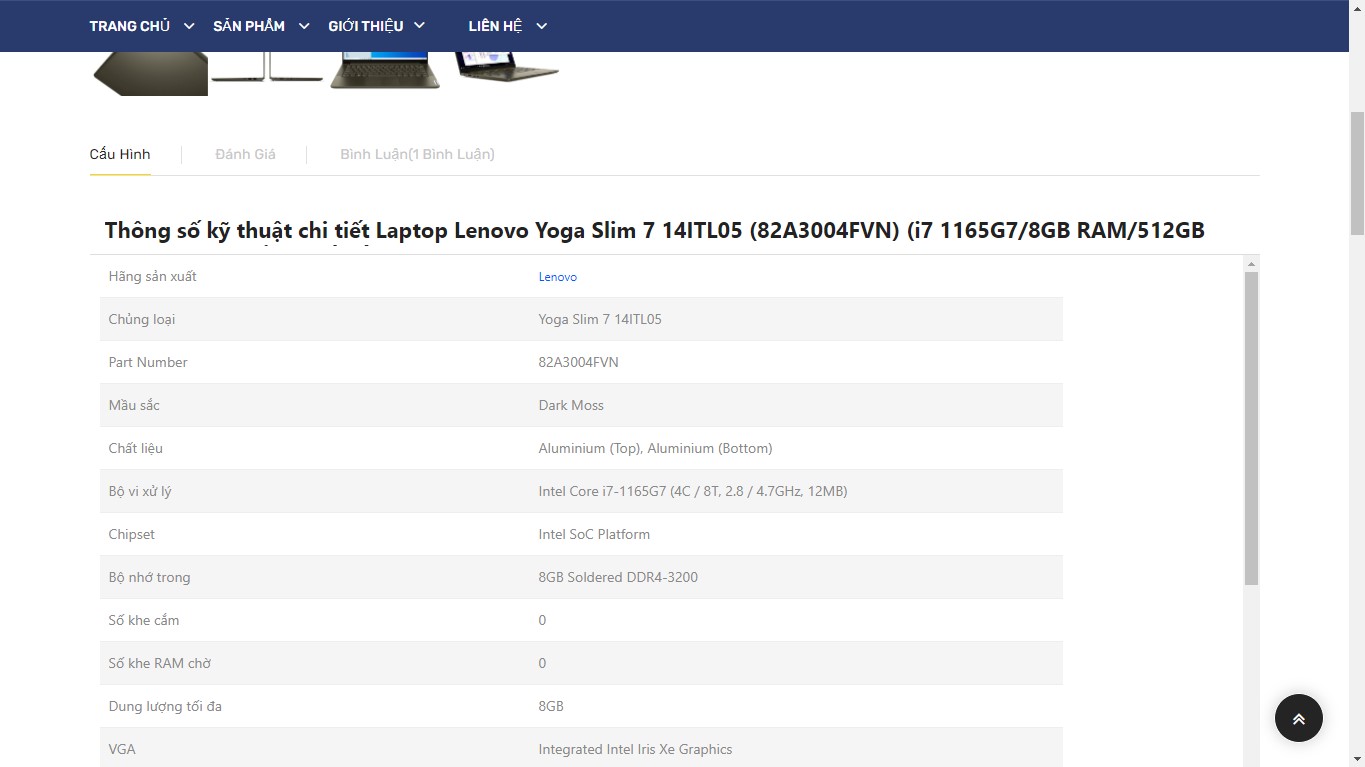 TRANG CHỦ SẢN PHẨM GIỚI THIỆU LIÊN HỆ
Cấu Hình Đánh Giá Bình Luận(1 Bình Luận)
Thông số kỹ thuật chi tiết Laptop Lenovo Yoga Slim 7 14ITL05 (82A3004FVN) (i7 1165G7/8GB RAM/512GB
Hãng sản xuất Lenovo
Chủng loại Yoga Slim 7 14ITL05
Part Number 82A3004FVN
Mầu sắc Dark Moss
Chất liệu Aluminium (Top), Aluminium (Bottom)
Bộ vi xử lý Intel Core i7-1165G7 (4C / 8T, 2.8 / 4.7GHz, 12MB)
Chipset Intel SoC Platform
Bộ nhớ trong 8GB Soldered DDR4-3200
Số khe cắm 0
Số khe RAM chờ 0
Dung lượng tối đa 8GB
VGA Integrated Intel Iris Xe Graphics